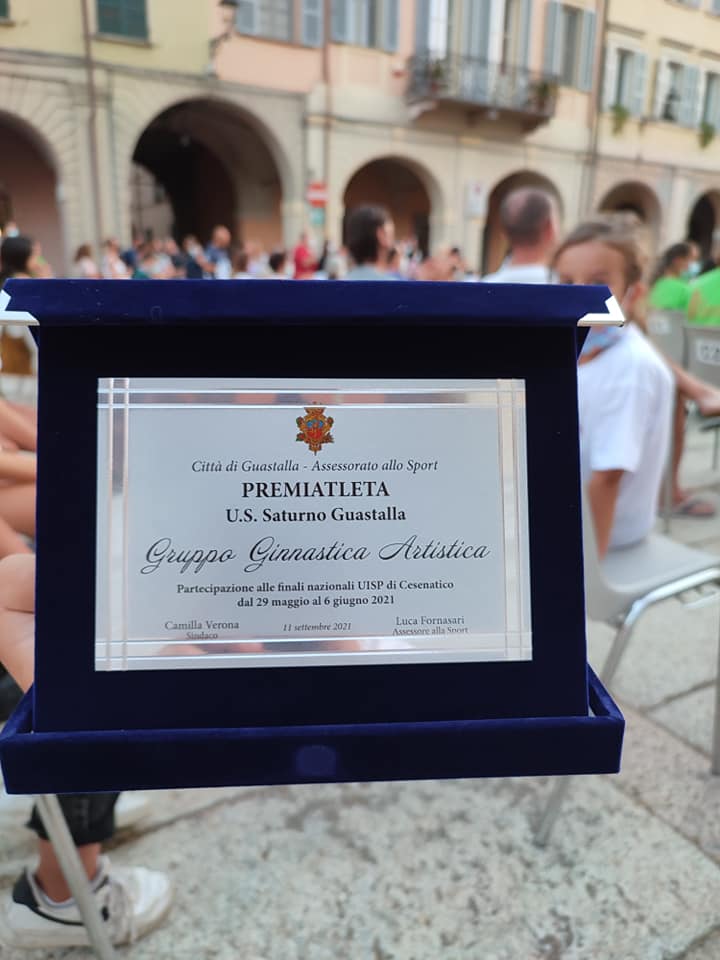 Città di Guastalla - Assessorato allo Sport
PREMIATLETA
U.S. Saturno Guastalla
Gruppo Ginnastica Artistica
Partecipazione alle finali nazionali UISP di Cesenatico
dal 29 maggio al 6 giugno 2021
Camilla Verona
Sindaco
11 settembre 2021
Luca Fornasari
Assessore alla Sport